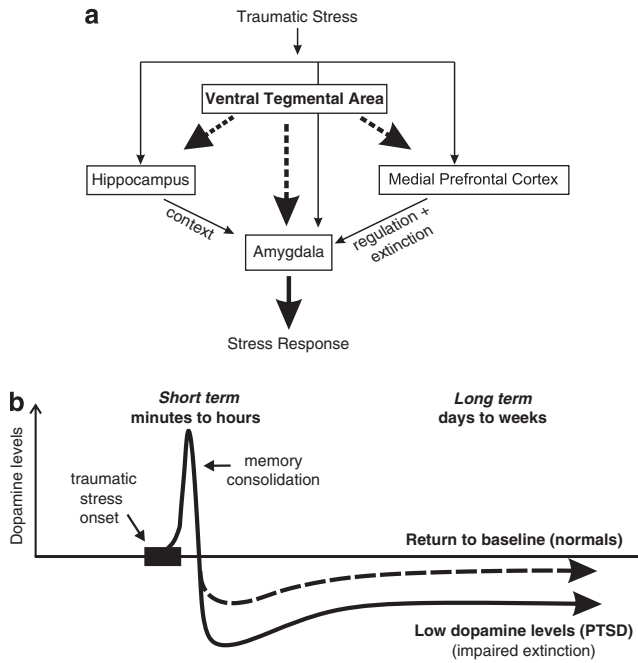 a
Traumatic Stress
Ventral Tegmental Area
Hippocampus
Medial Prefrontal Cortex
context
regulation +
extinction
Amygdala
Stress Response
b
Short term
minutes to hours
Long term
days to weeks
Dopamine levels
traumatic
stress
onset
memory
consolidation
Return to baseline (normals)
Low dopamine levels (PTSD)
(impaired extinction)